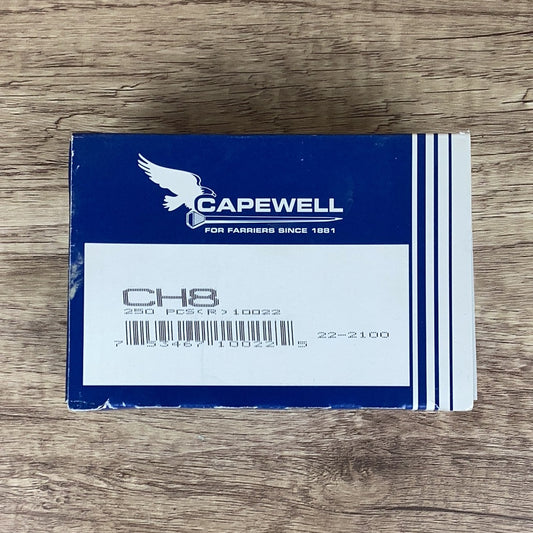 CAPEWELL
FOR FARRIERS SINCE 1881
CH8
250 PCS<R>10022
22-2100
7 53467 10022 5